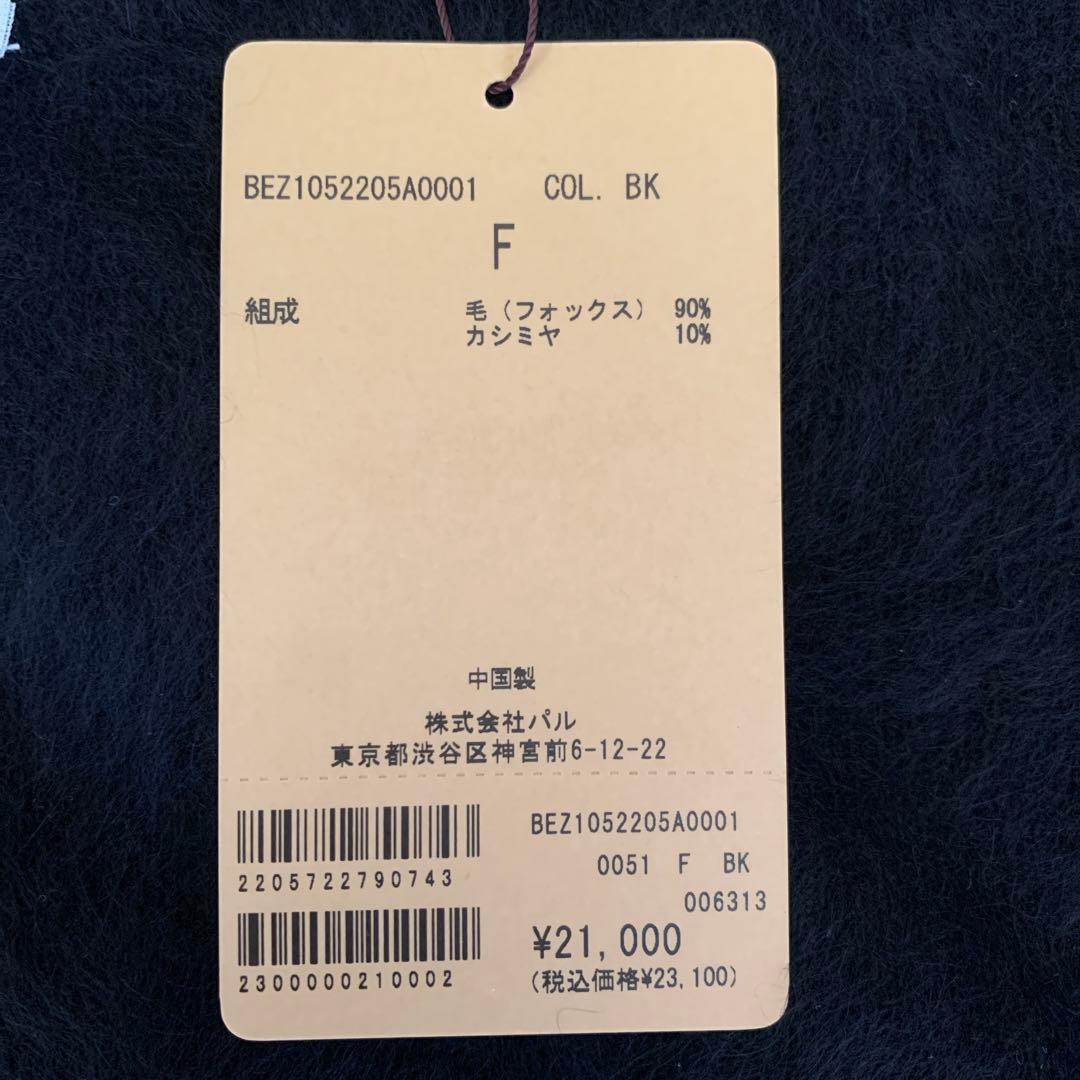 BEZ1052205A0001 COL. BK
F
組成 毛（フォックス） 90%
カシミヤ 10%
中国製
株式会社パル
東京都渋谷区神宮前6-12-22
BEZ1052205A0001
0051 F BK
006313
2205722790743
¥21,000
(税込価格¥23,100)
2300000210002